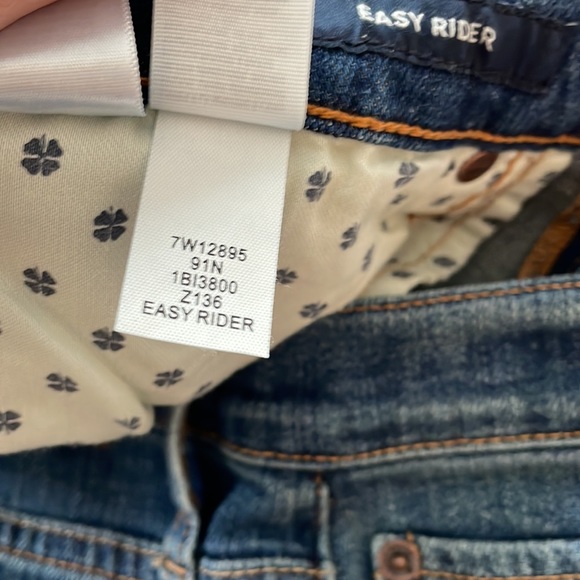 EASY RIDER
7W12895
91N
1BI3800
Z136
EASY RIDER